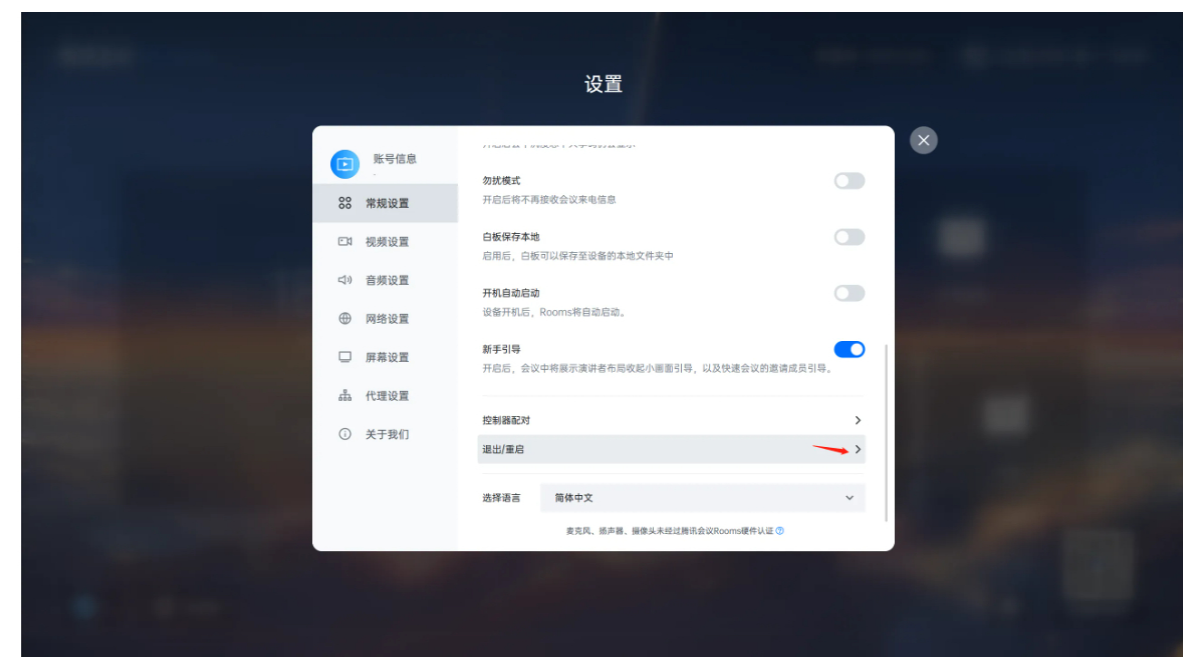 设置
账号信息
-
常规设置
视频设置
音频设置
网络设置
屏幕设置
代理设置
关于我们
勿扰模式
开启后将不再接收会议来电信息
白板保存本地
启用后，白板可以保存至设备的本地文件夹中
开机自动启动
设备开机后，Rooms将自动启动。
新手引导
开启后，会议中将展示演讲者布局收起小画面引导，以及快速会议的邀请成员引导。
控制器配对
退出/重启
选择语言 简体中文
麦克风、扬声器、摄像头未经过腾讯会议Rooms硬件认证